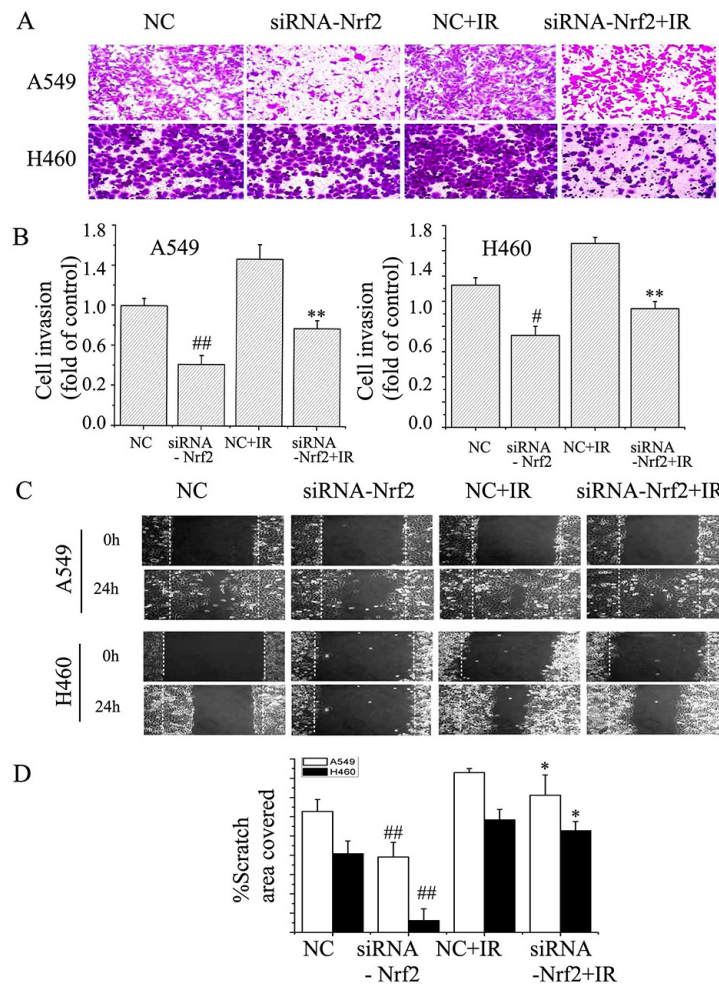 A
NC siRNA-Nrf2 NC+IR siRNA-Nrf2+IR
A549
H460
B
A549
Cell invasion
(fold of control)
1.8
1.4
1.0
0.6
0.2
0.0
##
**
NC siRNA NC+IR siRNA
- Nrf2 -Nrf2+IR
H460
Cell invasion
(fold of control)
1.8
1.4
1.0
0.6
0.2
0.0
#
**
NC siRNA NC+IR siRNA
- Nrf2 -Nrf2+IR
C
NC siRNA-Nrf2 NC+IR siRNA-Nrf2+IR
A549
0h
24h
H460
0h
24h
D
A549
H460
%Scratch
area covered
##
##
*
*
NC siRNA NC+IR siRNA
- Nrf2 -Nrf2+IR